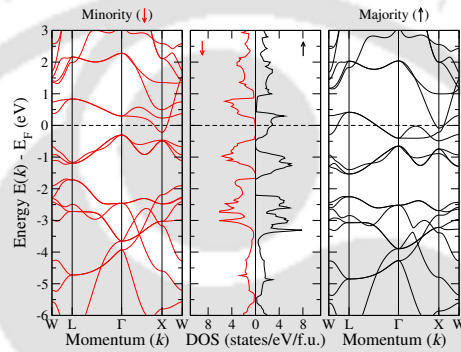 Minority (↓)
Majority (↑)
Energy E(k) - E_F (eV)
3
2
1
0
-1
-2
-3
-4
-5
-6
W L Γ X W
8 4 0 4 8
W L Γ X W
Momentum (k)
DOS (states/eV/f.u.)
Momentum (k)